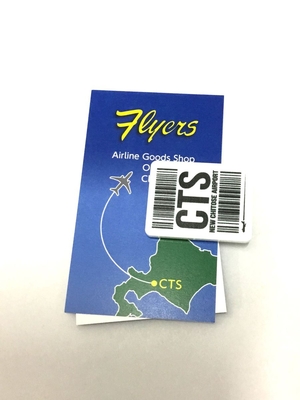 Flyers
Airline Goods Shop
CTS
NEW CHITOSE AIRPORT
CTS